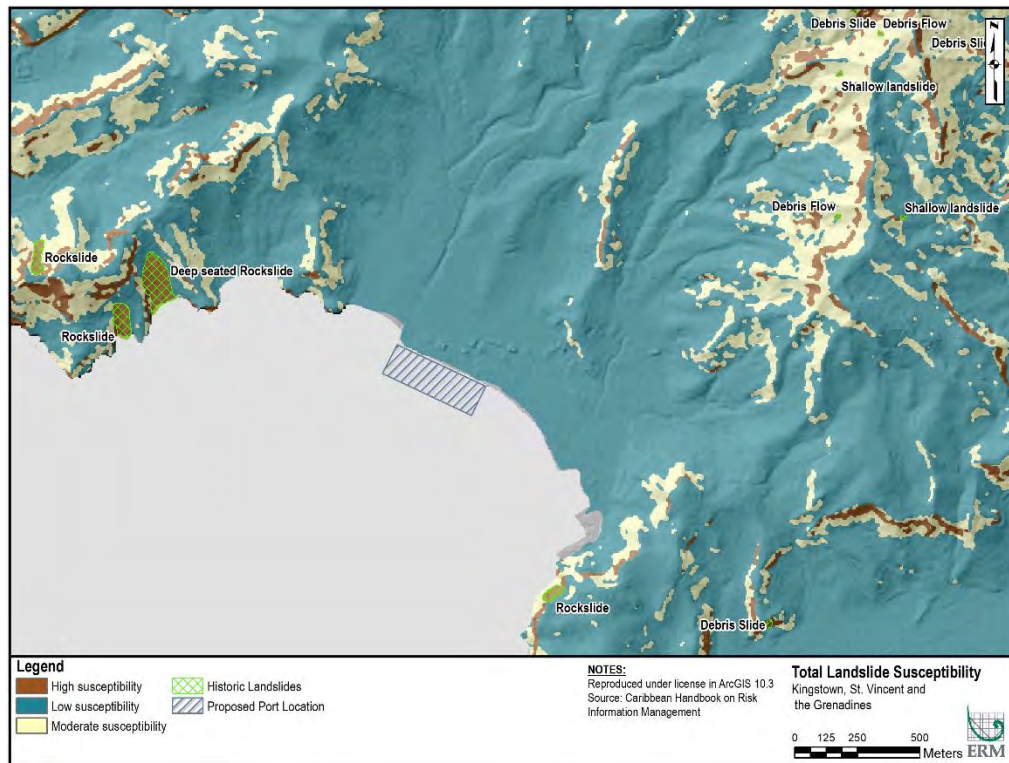 Debris Slide
Debris Flow
Debris Slid
N
Shallow landslide
Debris Flow
Shallow landslide
Rockslide
Deep seated Rockslide
Rockslide
Rockslide
Debris Slide
Legend
High susceptibility
Low susceptibility
Moderate susceptibility
Historic Landslides
Proposed Port Location
NOTES:
Reproduced under license in ArcGIS 10.3
Source: Caribbean Handbook on Risk
Information Management
Total Landslide Susceptibility
Kingstown, St. Vincent and
the Grenadines
0 125 250 500
Meters
ERM